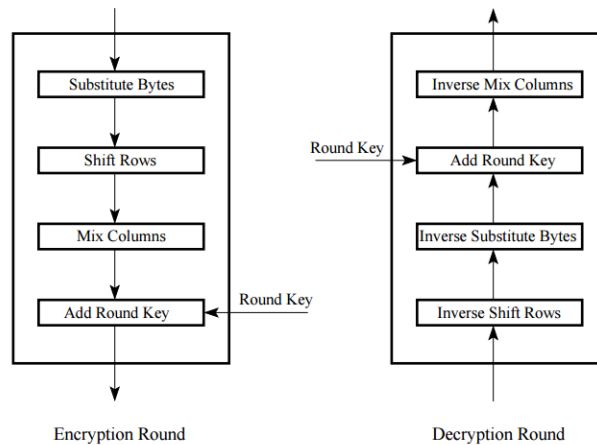 Substitute Bytes
Shift Rows
Mix Columns
Add Round Key
Round Key
Encryption Round
Inverse Mix Columns
Round Key
Add Round Key
Inverse Substitute Bytes
Inverse Shift Rows
Decryption Round